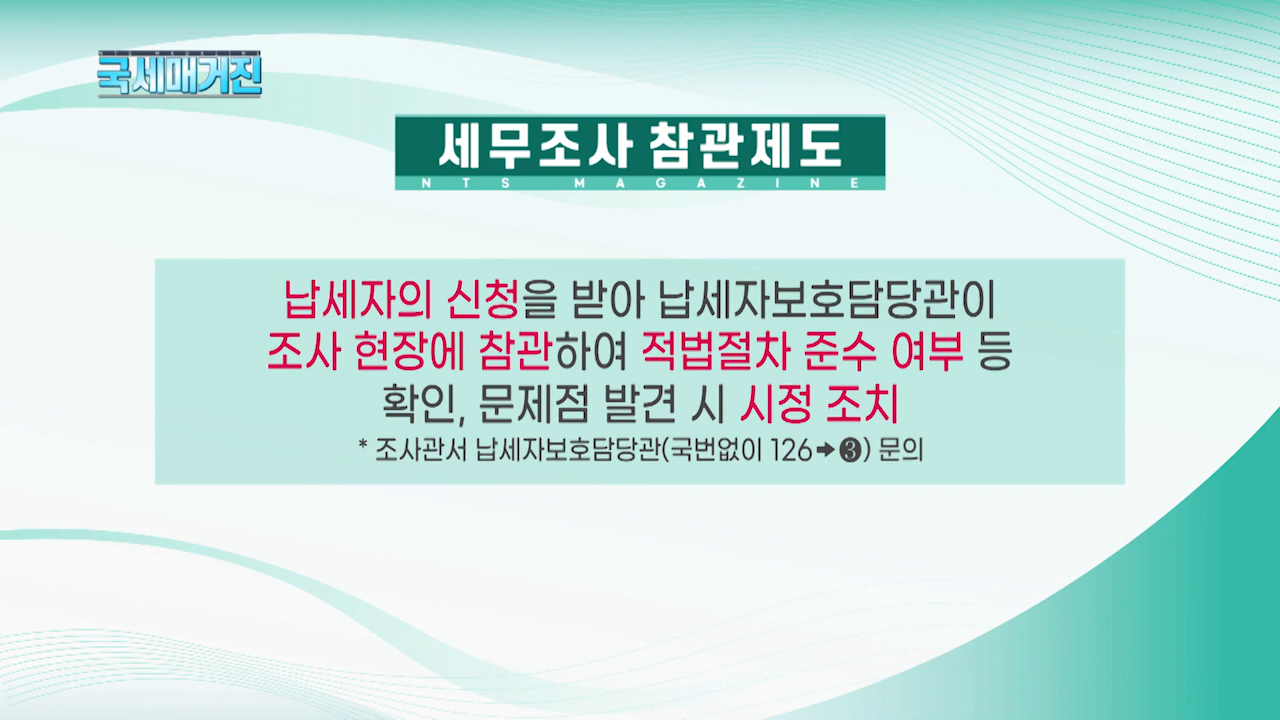 NTS MAGAZINE
국세매거진
세무조사 참관제도
NTS MAGAZINE
납세자의 신청을 받아 납세자보호담당관이
조사 현장에 참관하여 적법절차 준수 여부 등
확인, 문제점 발견 시 시정 조치
* 조사관서 납세자보호담당관(국번없이 126➡❸) 문의